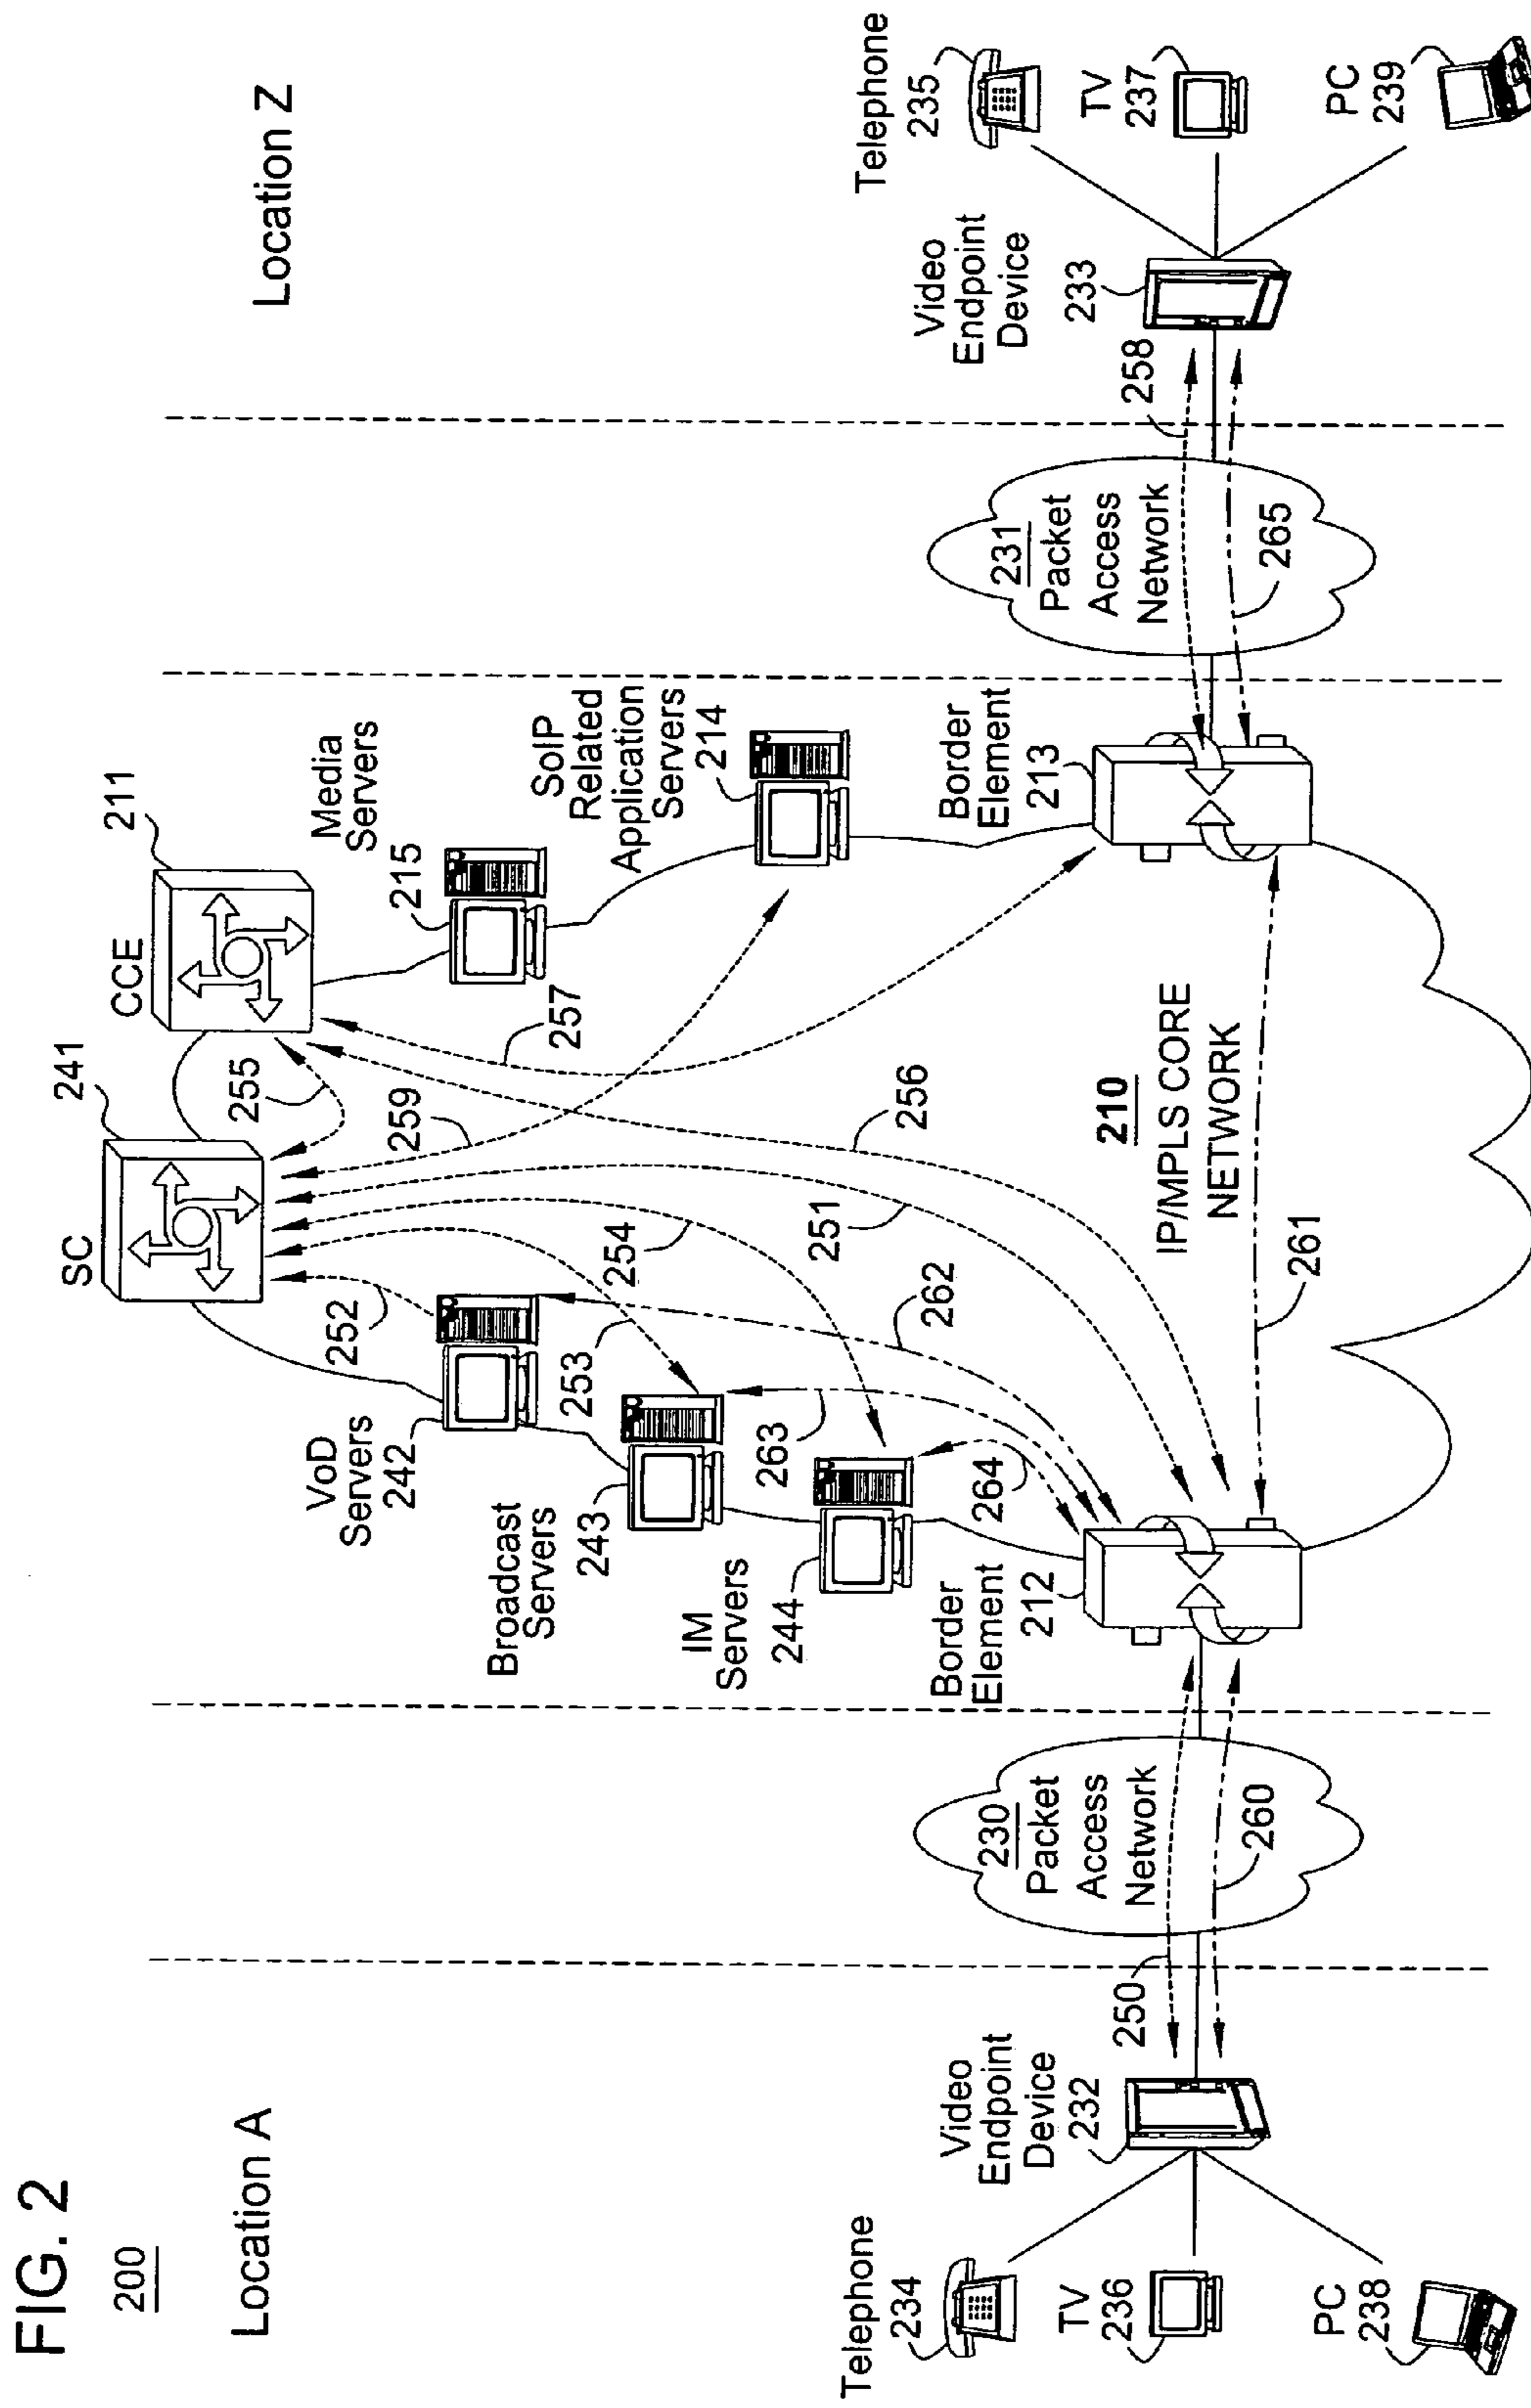 FIG. 2
200
Location A
Location Z
SC
241
CCE
211
255
252
VoD
Servers
242
259
257
Media
Servers
215
Broadcast
Servers
243
253
254
IM
Servers
244
263
262
251
256
264
SoIP
Related
Application
Servers
214
Telephone
234
TV
236
PC
238
Video
Endpoint
Device
232
250
230
Packet
Access
Network
260
Border
Element
212
210
IP/MPLS CORE
NETWORK
261
Border
Element
213
231
Packet
Access
Network
265
258
Video
Endpoint
Device
233
Telephone
235
TV
237
PC
239